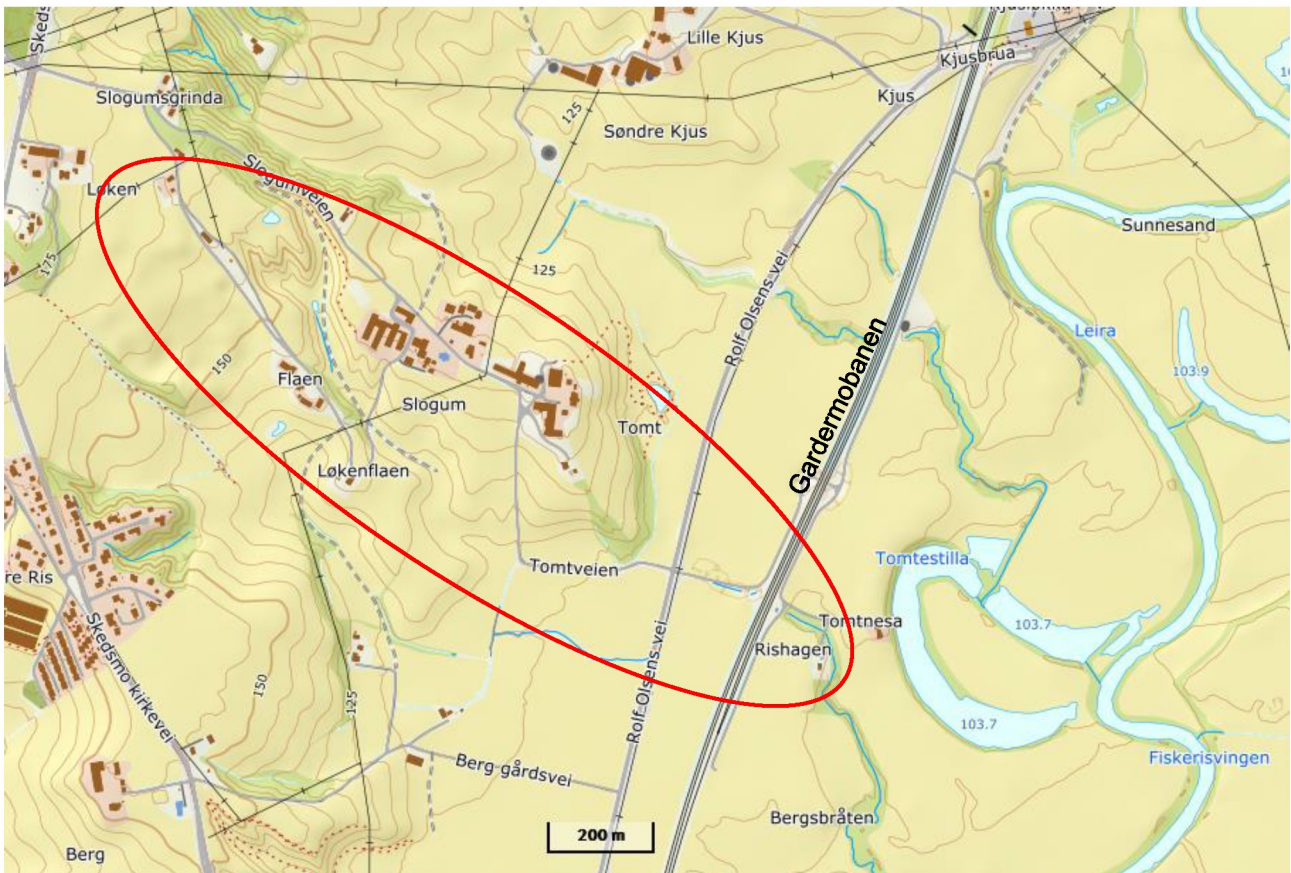 Skeds
Lille Kjus
Kjusbrua
Slogumsgrinda
Kjus
125
Søndre Kjus
Løken
Slogumveien
Sunnesand
175
125
Rolf Olsens vei
Leira
Gardermobanen
150
Flaen
103.9
Slogum
Tomt
Løkenflaen
Tomtestilla
Tomtveien
re Ris
Tomtnesa
103.7
Rishagen
Skedsmo kirkevei
150
125
Rolf Olsens vei
103.7
Fiskerisvingen
Berg gårdsvei
Bergsbråten
200 m
Berg